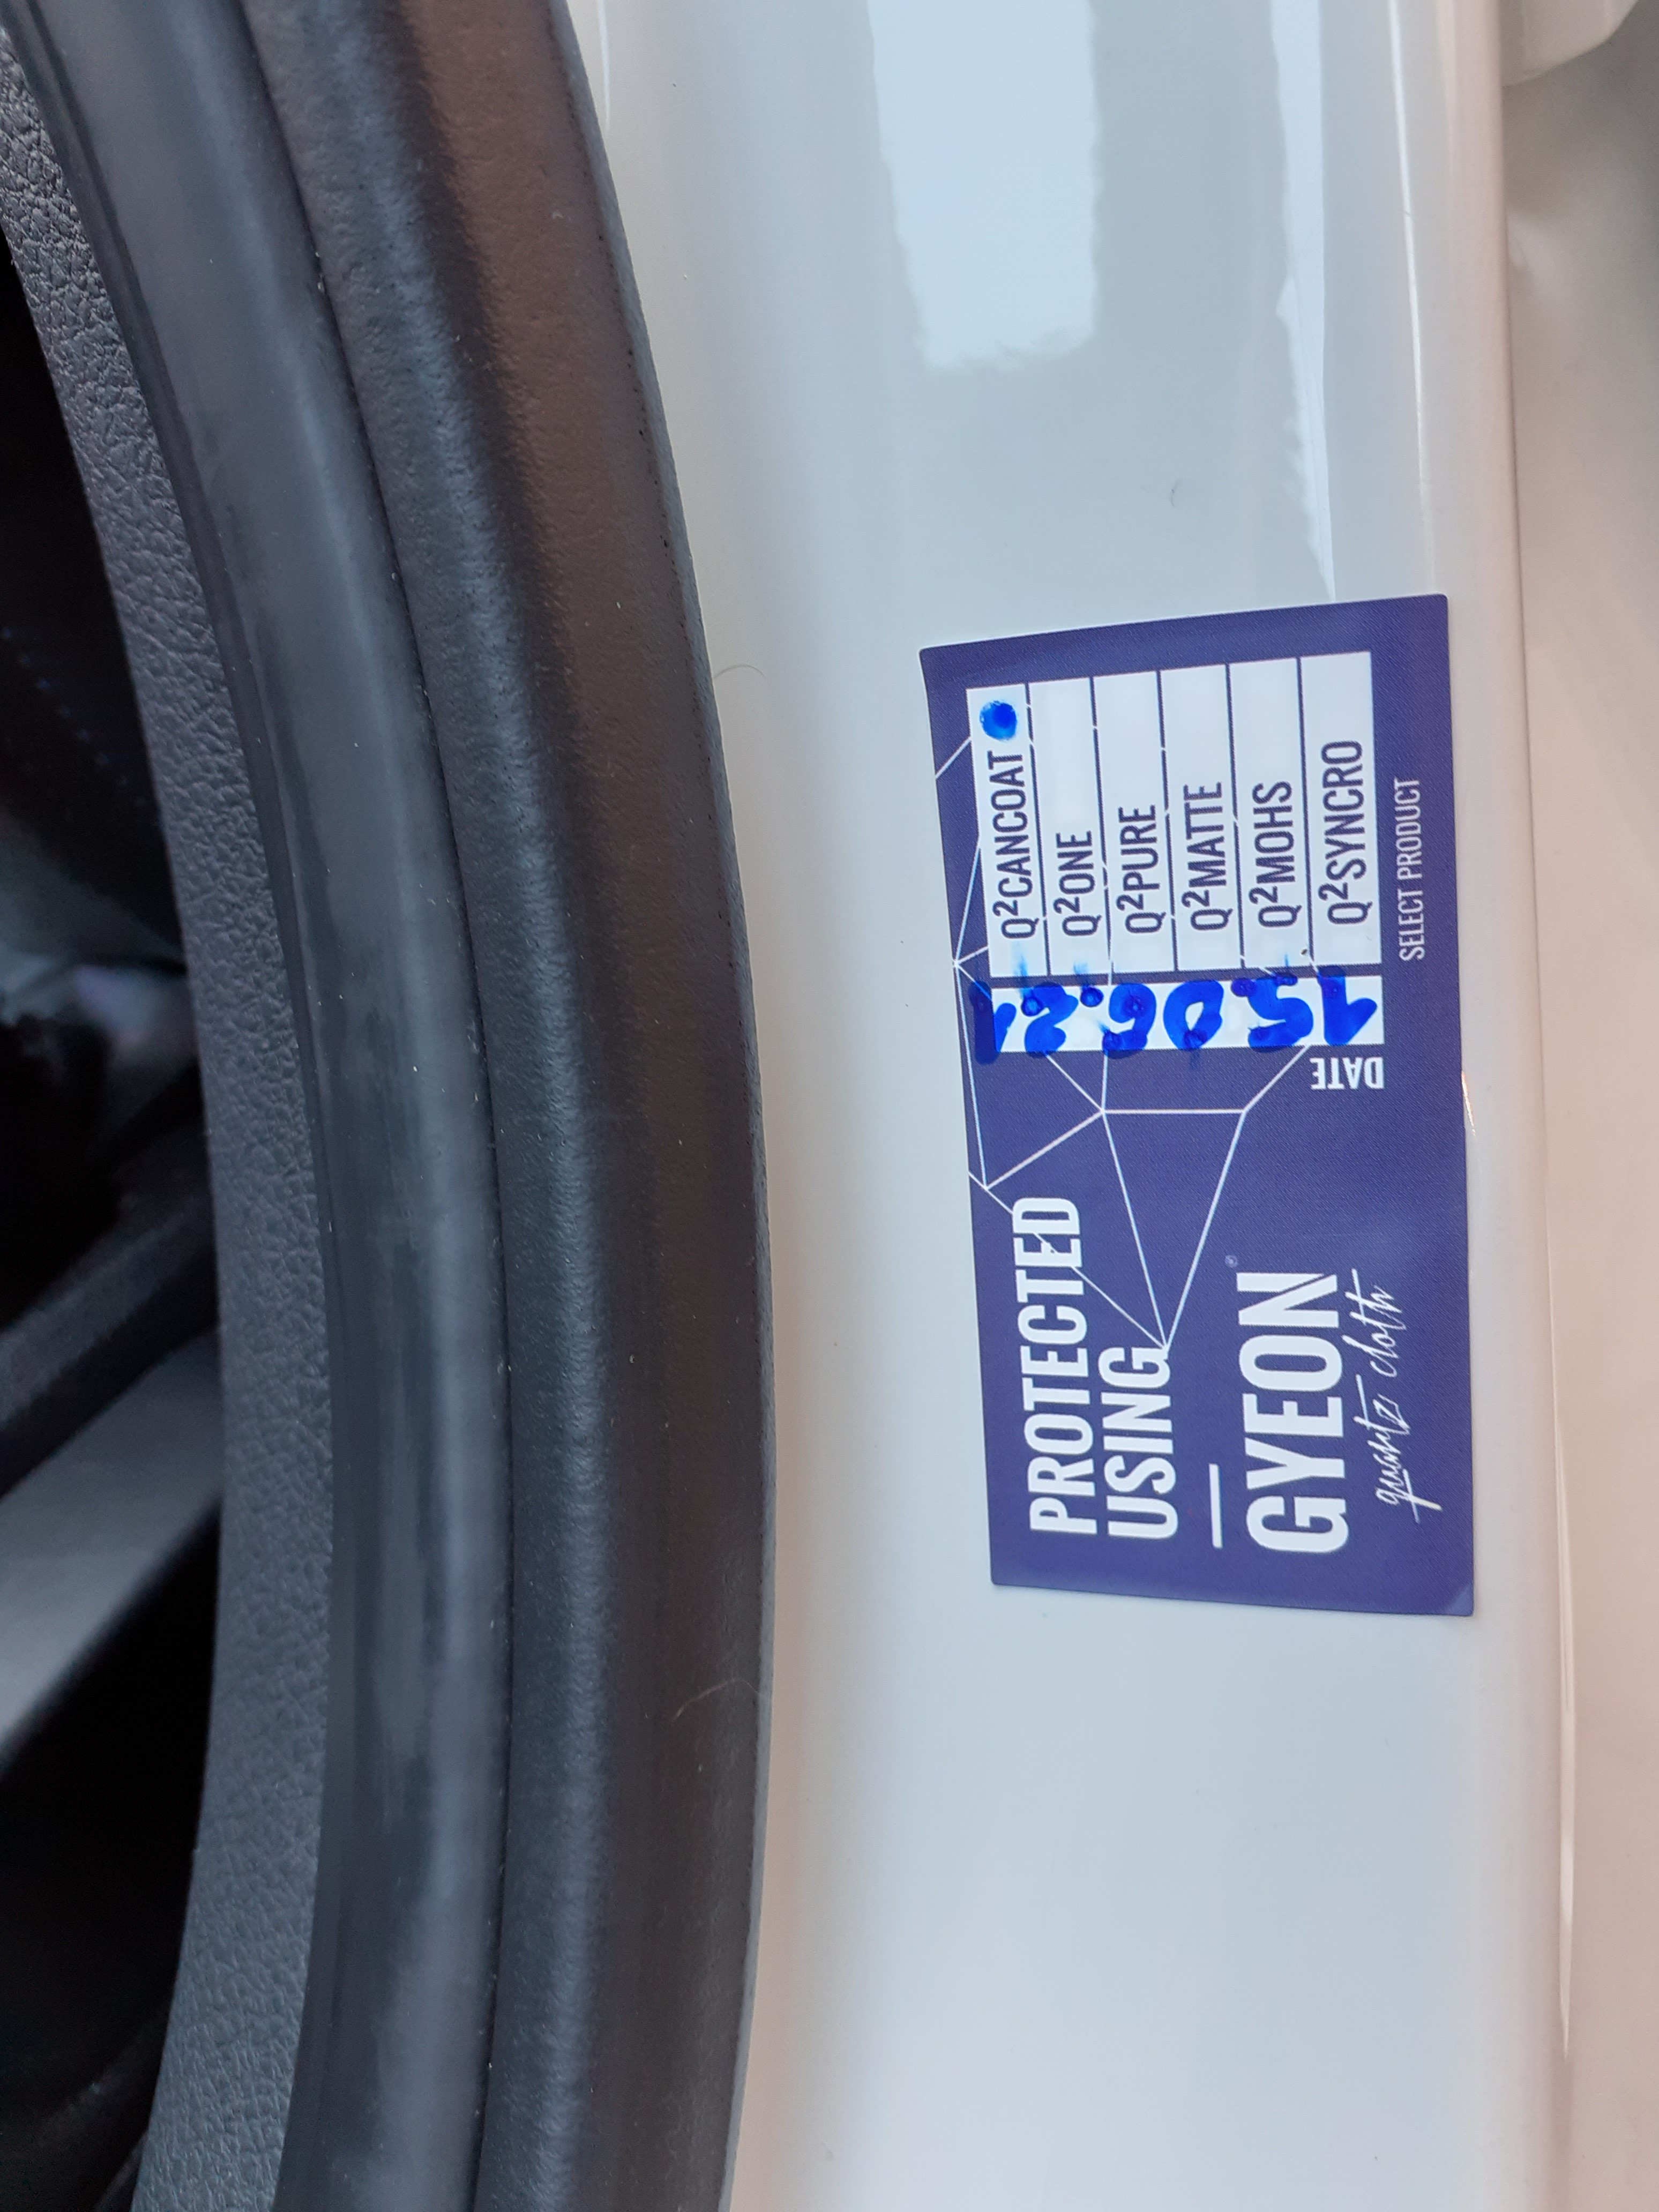 PROTECTED
USING
GYEON®
quartz cloth
DATE
15.06.21
Q²CANCOAT
Q²ONE
Q²PURE
Q²MATTE
Q²MOHS
Q²SYNCRO
SELECT PRODUCT